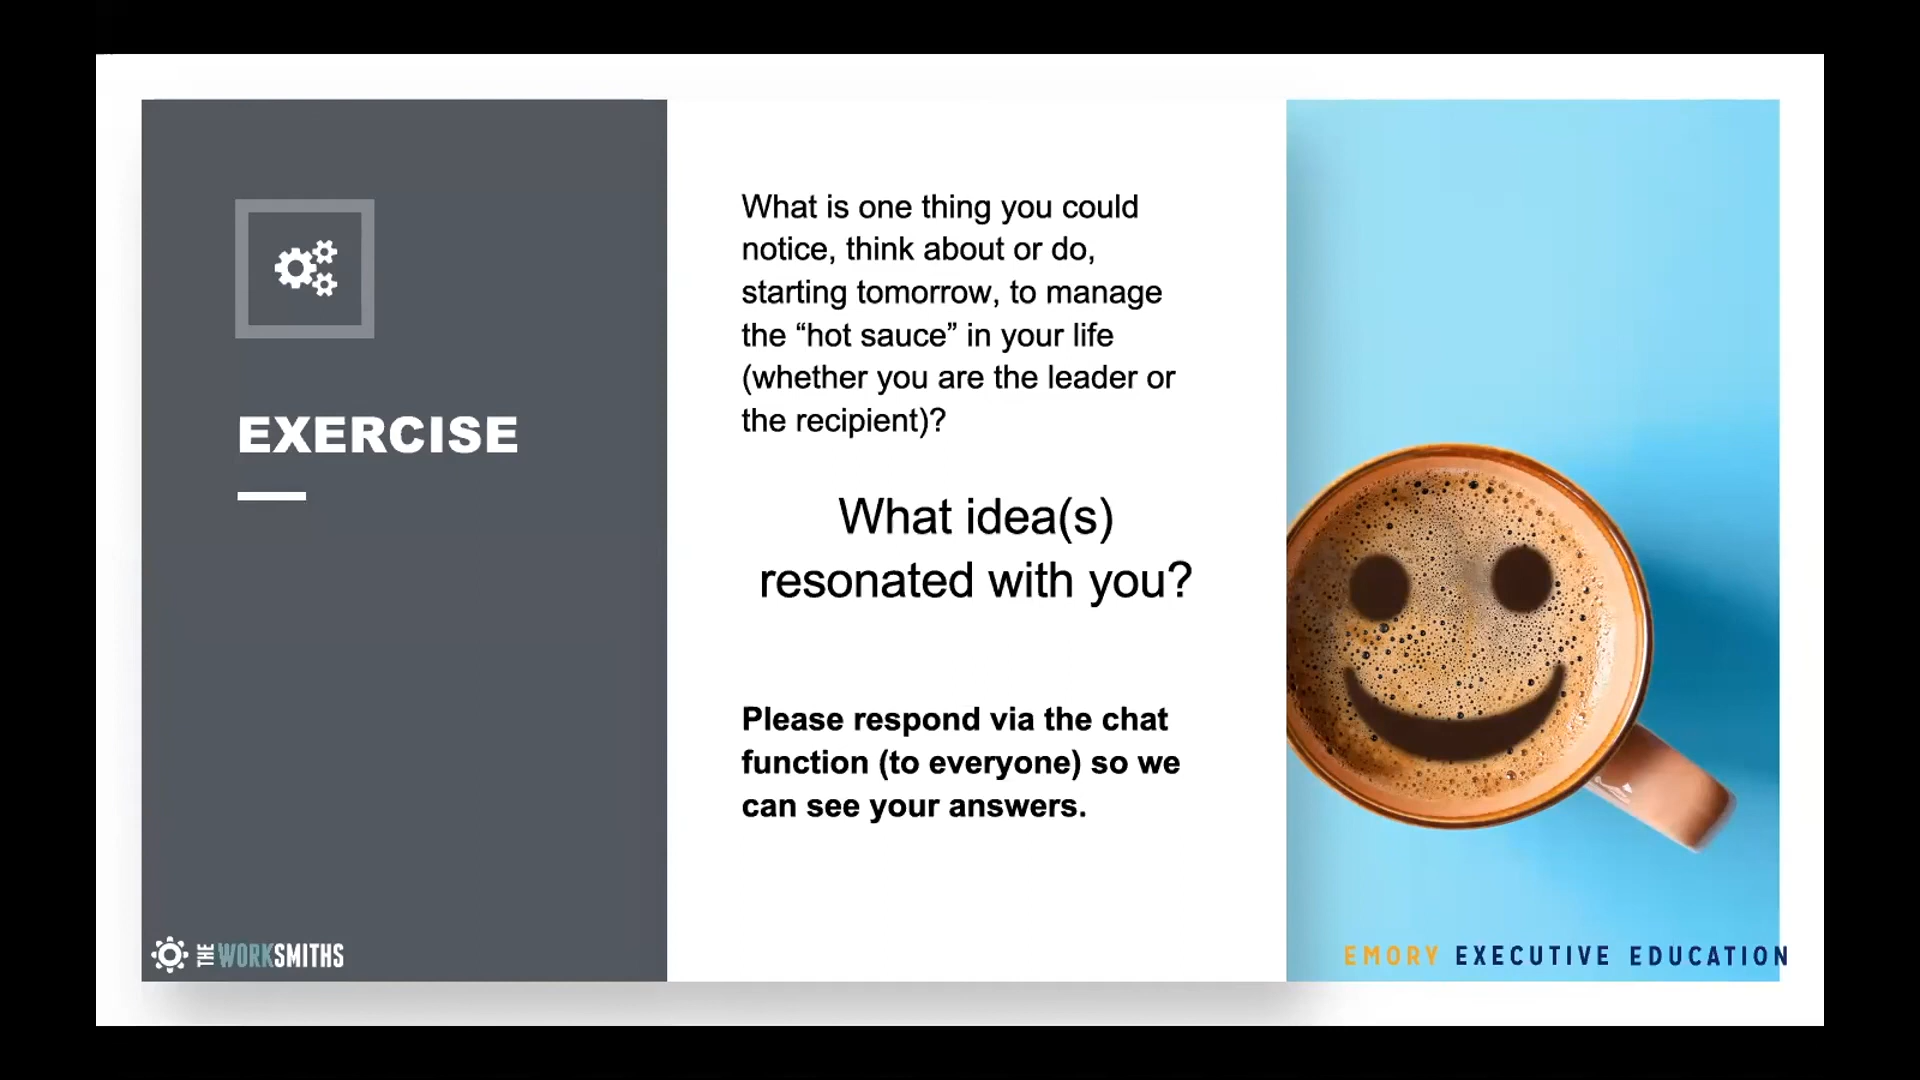 EXERCISE
What is one thing you could
notice, think about or do,
starting tomorrow, to manage
the “hot sauce” in your life
(whether you are the leader or
the recipient)?
What idea(s)
resonated with you?
Please respond via the chat
function (to everyone) so we
can see your answers.
THE WORKSMITHS
EMORY EXECUTIVE EDUCATION